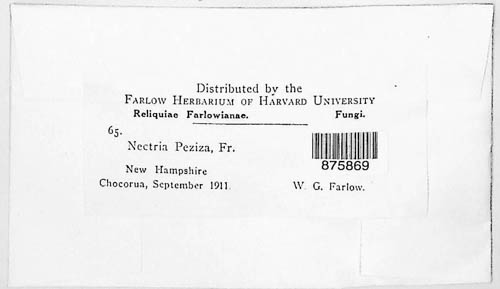 Distributed by the
FARLOW HERBARIUM OF HARVARD UNIVERSITY
Reliquiae Farlowianae. Fungi.
65.
Nectria Peziza, Fr.
875869
New Hampshire
Chocorua, September 1911. W. G. Farlow.